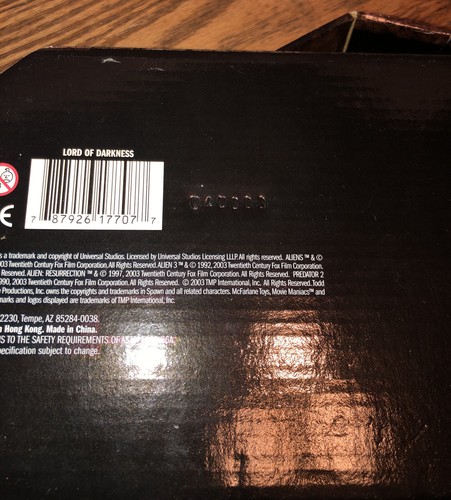 LORD OF DARKNESS
CE
7 87926 17707 7
s a trademark and copyright of Universal Studios. Licensed by Universal Studios Licensing LLLP. All rights reserved. ALIENS ™ & ©
003 Twentieth Century Fox Film Corporation. All Rights Reserved. ALIEN 3 ™ & © 1992, 2003 Twentieth Century Fox Film Corporation.
Reserved. ALIEN: RESURRECTION ™ & © 1997, 2003 Twentieth Century Fox Film Corporation. All Rights Reserved. PREDATOR 2
990, 2003 Twentieth Century Fox Film Corporation. All Rights Reserved. © 2003 TMP International, Inc. All Rights Reserved. Todd
Productions, Inc. owns the copyrights and trademarks in Spawn and all related characters. McFarlane Toys, Movie Maniacs™ and
marks and logos displayed are trademarks of TMP International, Inc.
2230, Tempe, AZ 85284-0038.
n Hong Kong. Made in China.
NS TO THE SAFETY REQUIREMENTS OF
pecification subject to change.